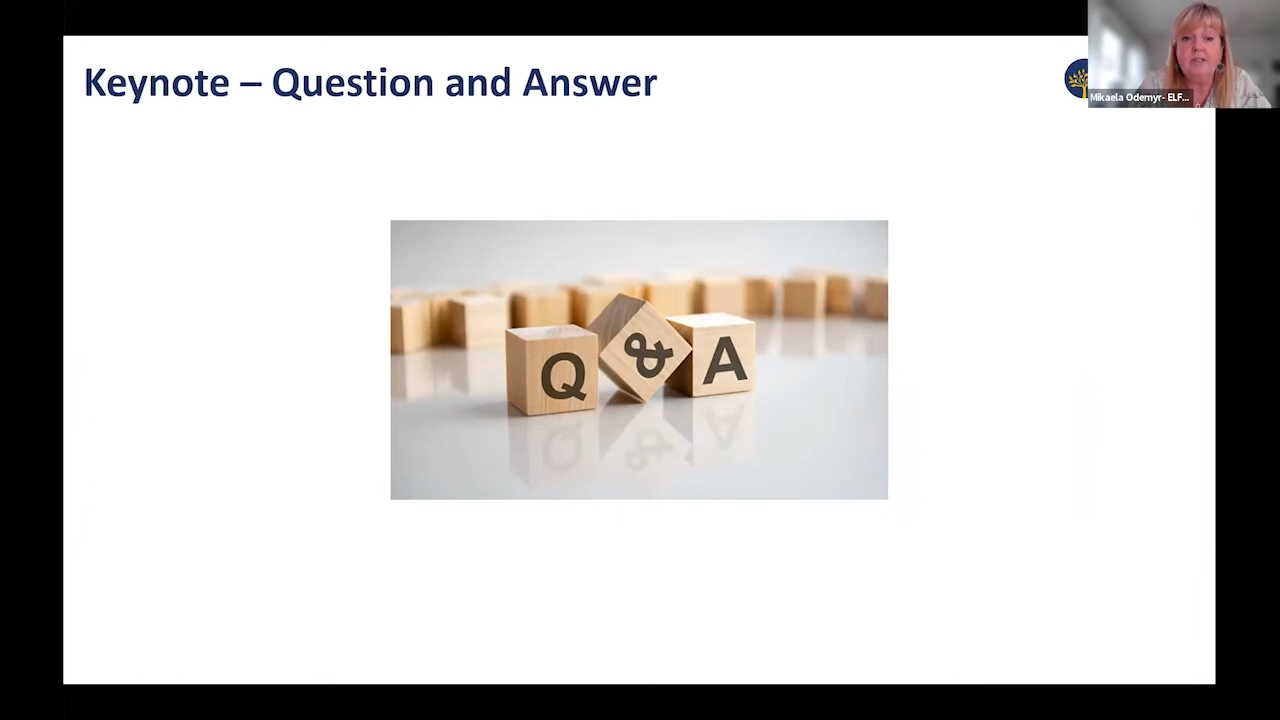 Keynote – Question and Answer
Mikaela Odemyr- ELF...
Q & A